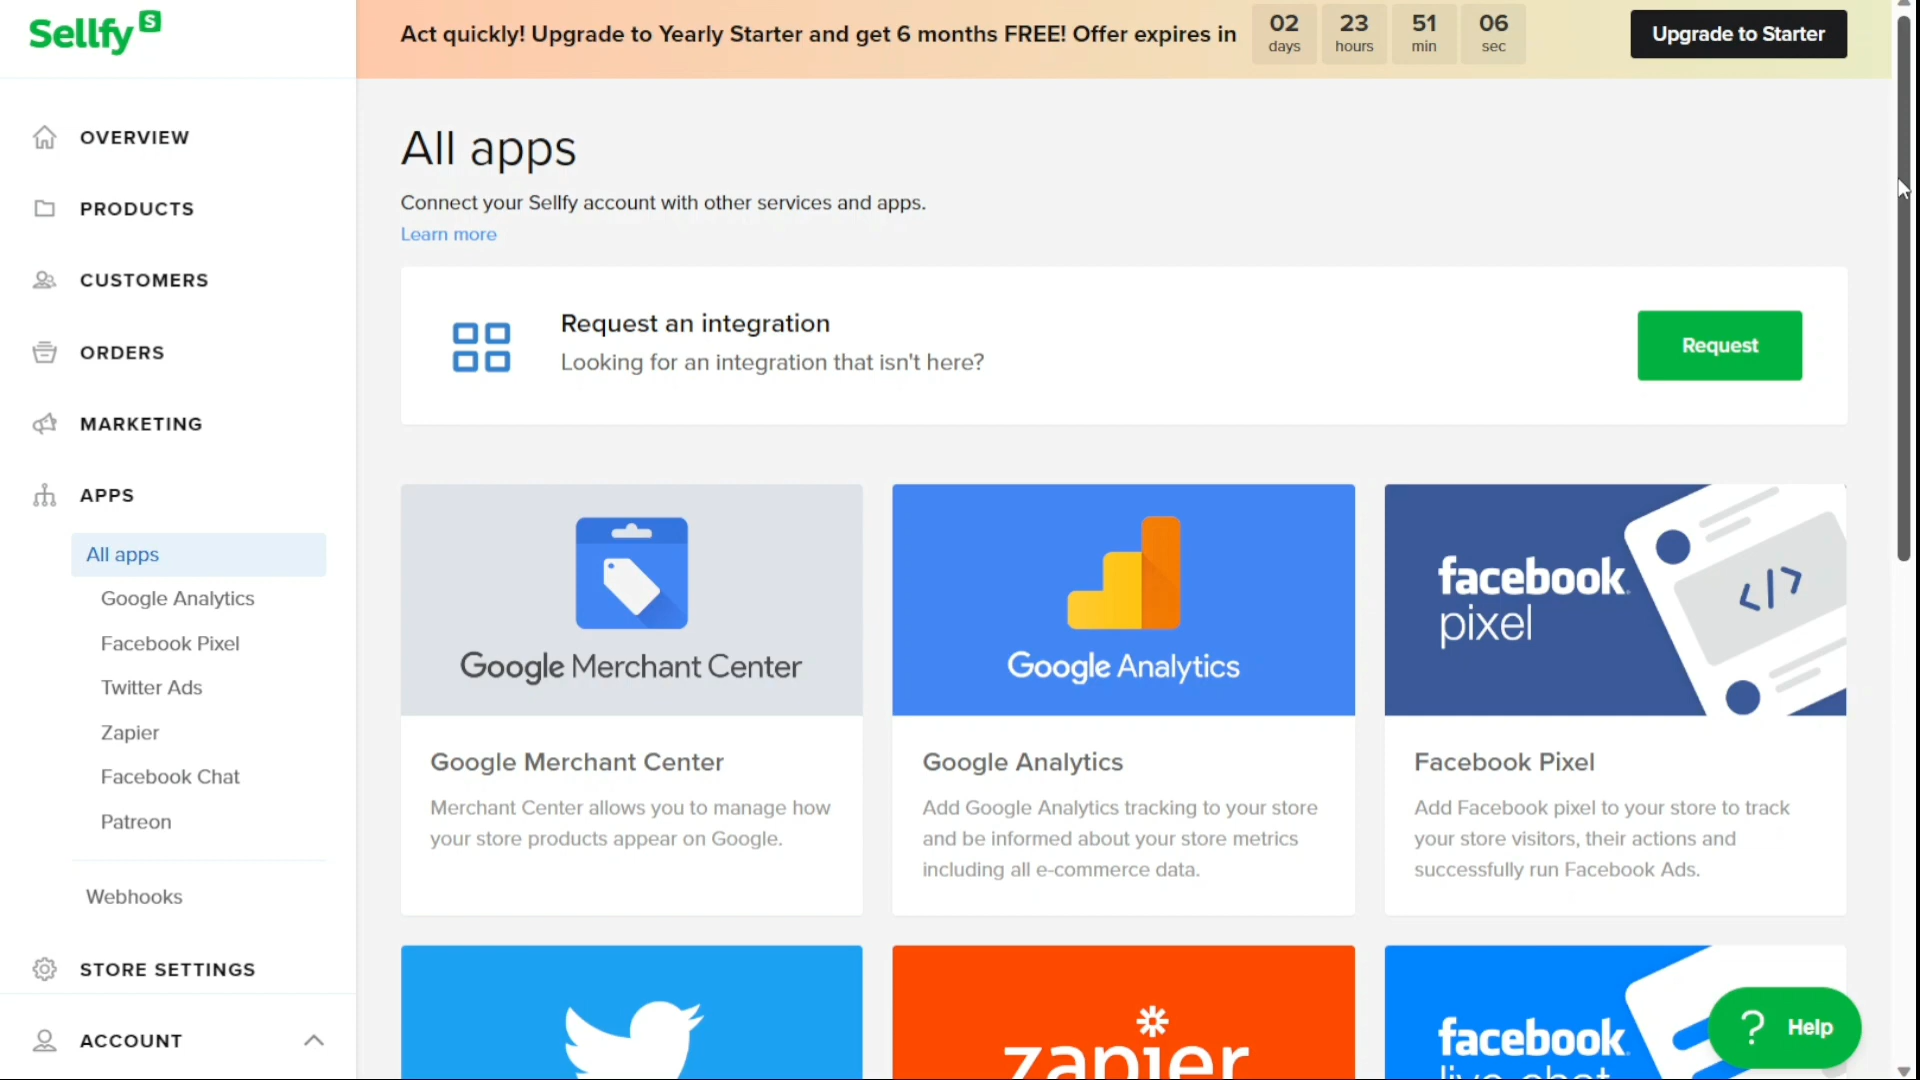 Sellfy S
Act quickly! Upgrade to Yearly Starter and get 6 months FREE! Offer expires in
02 days
23 hours
51 min
06 sec
Upgrade to Starter
OVERVIEW
PRODUCTS
CUSTOMERS
ORDERS
MARKETING
APPS
All apps
Google Analytics
Facebook Pixel
Twitter Ads
Zapier
Facebook Chat
Patreon
Webhooks
STORE SETTINGS
ACCOUNT
All apps
Connect your Sellfy account with other services and apps.
Learn more
Request an integration
Looking for an integration that isn't here?
Request
Google Merchant Center
Google Merchant Center
Merchant Center allows you to manage how
your store products appear on Google.
Google Analytics
Google Analytics
Add Google Analytics tracking to your store
and be informed about your store metrics
including all e-commerce data.
facebook
pixel
</>
Facebook Pixel
Add Facebook pixel to your store to track
your store visitors, their actions and
successfully run Facebook Ads.
zapier
facebook
live chat
? Help